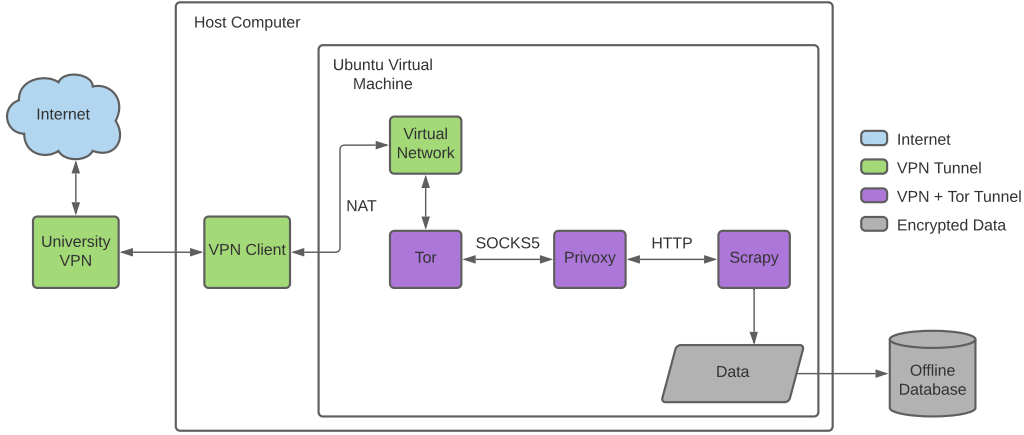 Host Computer
Ubuntu Virtual
Machine
Internet
Virtual
Network
NAT
University
VPN
VPN Client
Tor
SOCKS5
Privoxy
HTTP
Scrapy
Data
Offline
Database
Internet
VPN Tunnel
VPN + Tor Tunnel
Encrypted Data